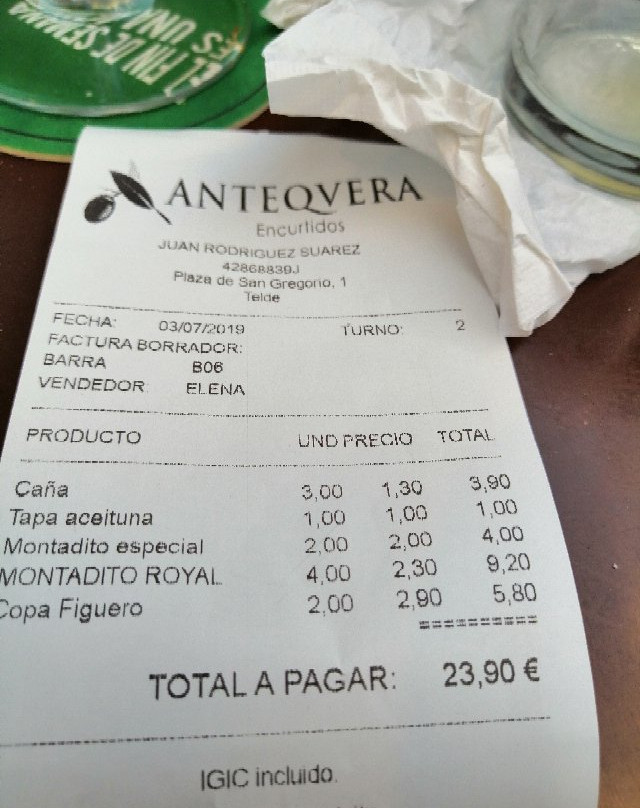 EL FIN DE SEMANA
ES UNA
ANTEQVERA
Encurtidos
JUAN RODRIGUEZ SUAREZ
42868839J
Plaza de San Gregorio, 1
Telde
FECHA: 03/07/2019 TURNO: 2
FACTURA BORRADOR:
BARRA B06
VENDEDOR: ELENA
PRODUCTO UND PRECIO TOTAL
Caña 3,00 1,30 3,90
Tapa aceituna 1,00 1,00 1,00
Montadito especial 2,00 2,00 4,00
MONTADITO ROYAL 4,00 2,30 9,20
Copa Figuero 2,00 2,90 5,80
==========
TOTAL A PAGAR: 23,90 €
IGIC incluido.